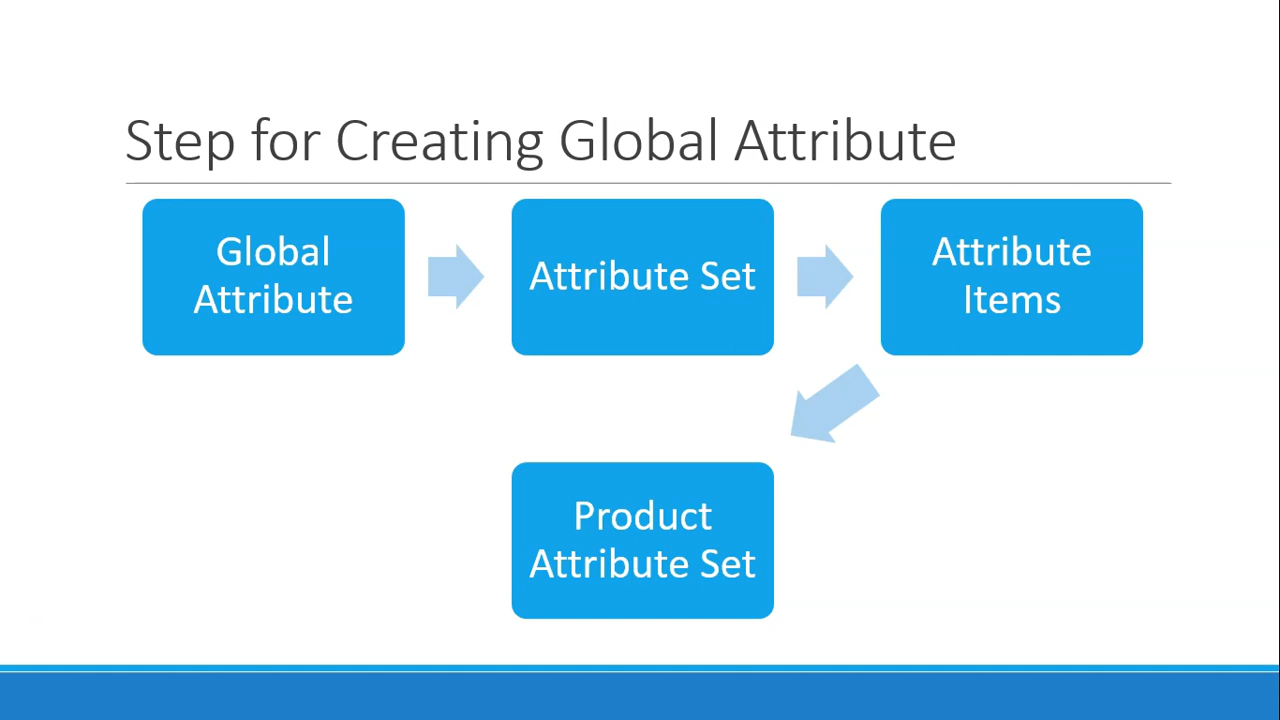 Step for Creating Global Attribute
Global
Attribute
Attribute Set
Attribute
Items
Product
Attribute Set